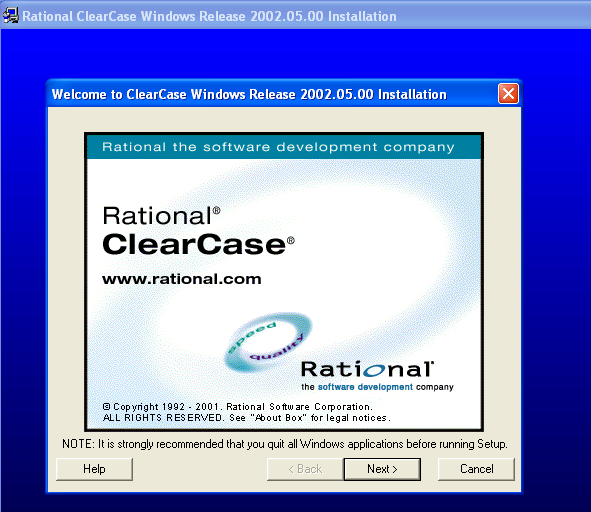 Rational ClearCase Windows Release 2002.05.00 Installation
Welcome to ClearCase Windows Release 2002.05.00 Installation
Rational the software development company
Rational®
ClearCase®
www.rational.com
speed
quality
Rational
the software development company
© Copyright 1992 - 2001. Rational Software Corporation.
ALL RIGHTS RESERVED. See "About Box" for legal notices.
NOTE: It is strongly recommended that you quit all Windows applications before running Setup.
Help
< Back
Next >
Cancel